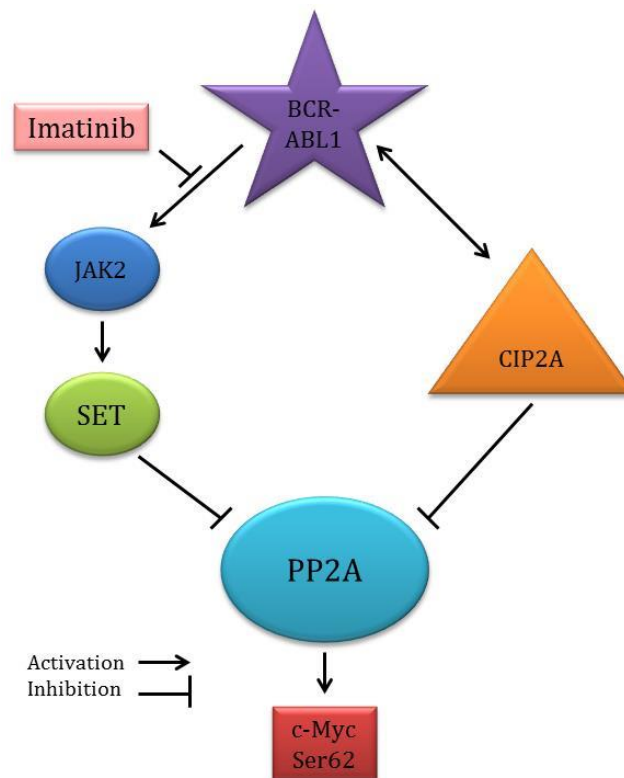 BCR-
ABL1
Imatinib
JAK2
CIP2A
SET
PP2A
Activation
Inhibition
c-Myc
Ser62